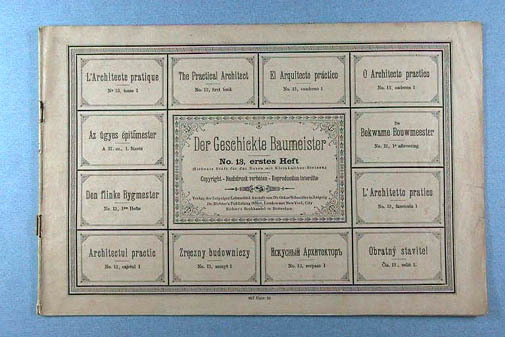 L'Architecte pratique
No. 13, tome 1
The Practical Architect
No. 13, first book
El Arquitecto práctico
No. 13, cuaderno 1
O Architecto practico
No. 13, caderno 1
Az ügyes építőmester
A 13. sz., 1. füzete
Der Geschickte Baumeister
No. 13, erstes Heft
Copyright - Nachdruck verboten - Reproduction interdite
De
Bekwame Bouwmeester
No. 13, 1e aflevering
Den flinke Bygmester
No. 13, 1ste Hefte
L'Architetto pratico
No. 13, fascicolo 1
Architectul practic
No. 13, caietul 1
Zręczny budowniczy
No. 13, zeszyt 1
Искусный Архитекторъ
No. 13, тетрадь 1
Obratný stavitel
Čís. 13., sešit 1.